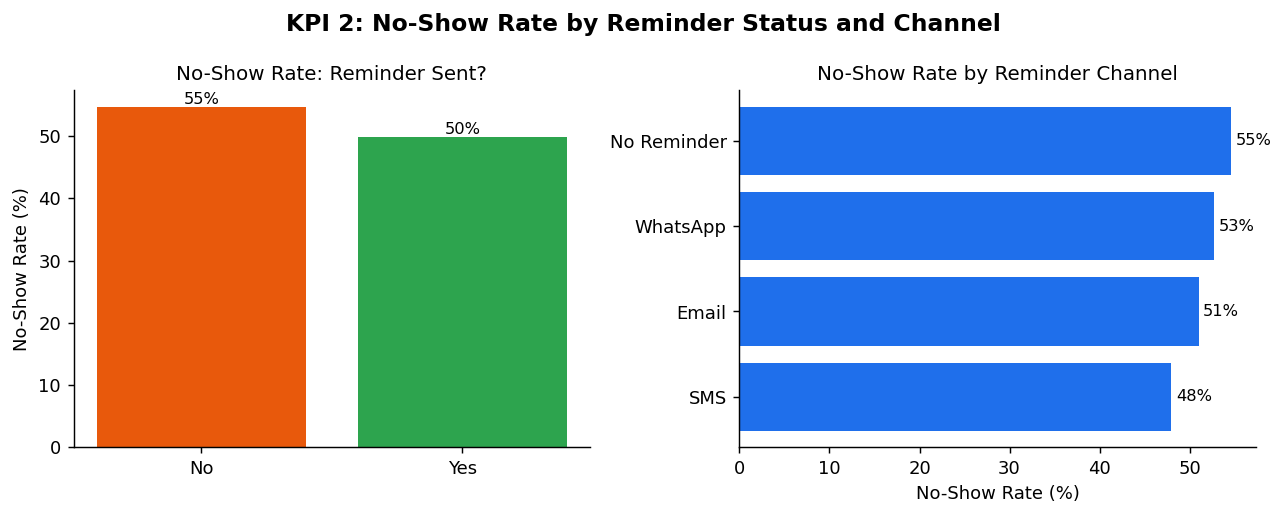 KPI 2: No-Show Rate by Reminder Status and Channel
No-Show Rate: Reminder Sent?
55%
50%
50
40
30
20
10
0
No-Show Rate (%)
No
Yes
No-Show Rate by Reminder Channel
No Reminder
55%
WhatsApp
53%
Email
51%
SMS
48%
0
10
20
30
40
50
No-Show Rate (%)